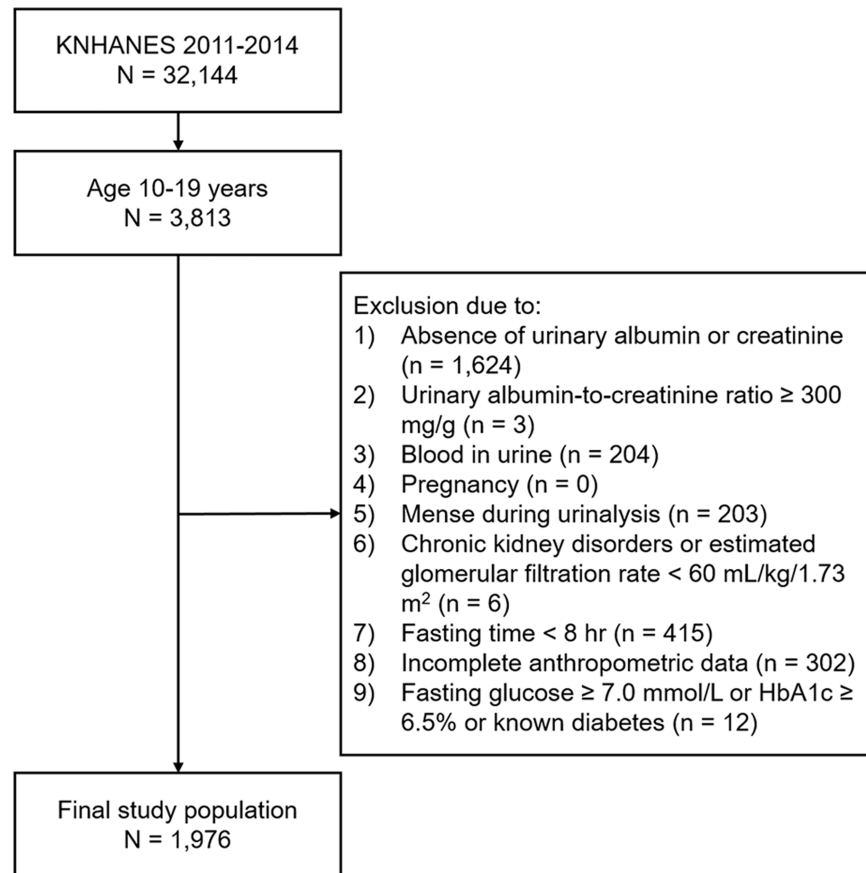 KNHANES 2011-2014
N = 32,144
Age 10-19 years
N = 3,813
Exclusion due to:
1) Absence of urinary albumin or creatinine
(n = 1,624)
2) Urinary albumin-to-creatinine ratio ≥ 300
mg/g (n = 3)
3) Blood in urine (n = 204)
4) Pregnancy (n = 0)
5) Mense during urinalysis (n = 203)
6) Chronic kidney disorders or estimated
glomerular filtration rate < 60 mL/kg/1.73
m² (n = 6)
7) Fasting time < 8 hr (n = 415)
8) Incomplete anthropometric data (n = 302)
9) Fasting glucose ≥ 7.0 mmol/L or HbA1c ≥
6.5% or known diabetes (n = 12)
Final study population
N = 1,976